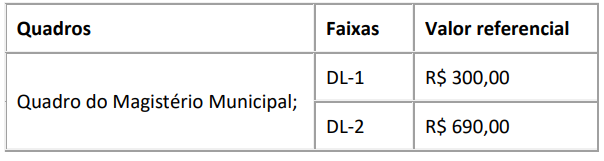 Quadros Faixas Valor referencial
Quadro do Magistério Municipal;
DL-1 R$ 300,00
DL-2 R$ 690,00